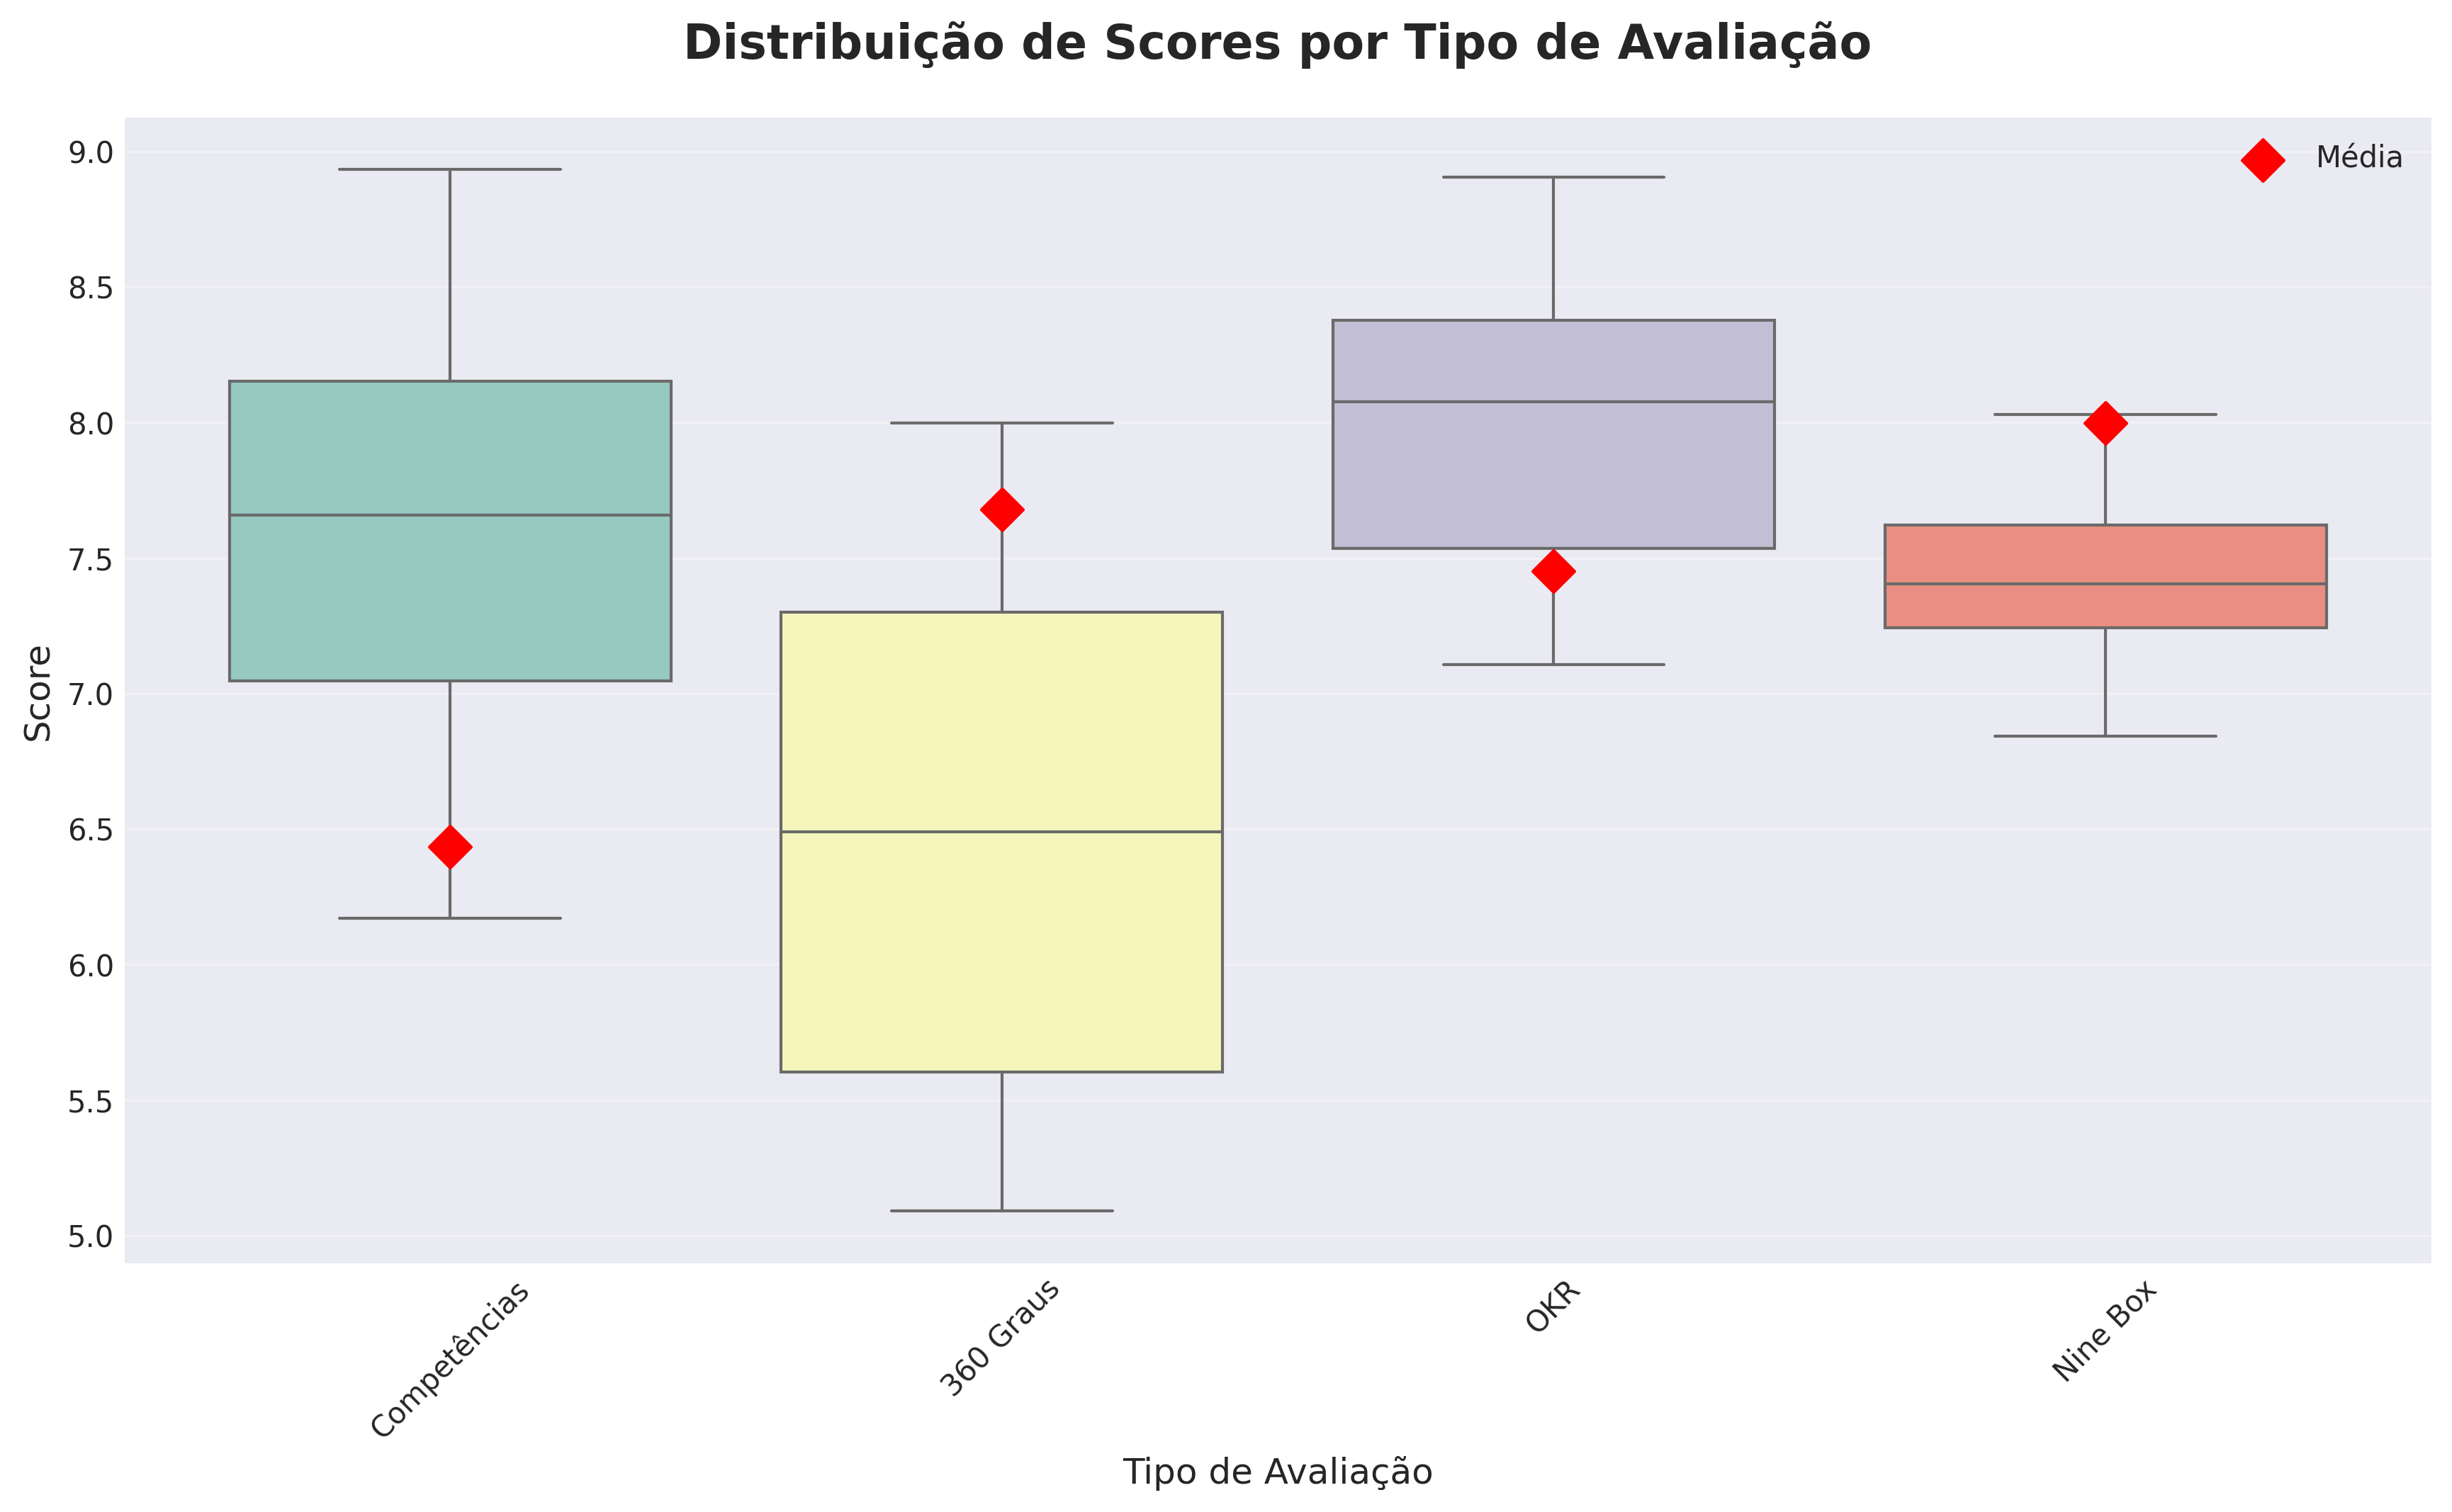 Distribuição de Scores por Tipo de Avaliação
Média
9.0
8.5
8.0
7.5
7.0
6.5
6.0
5.5
5.0
Score
Competências
360 Graus
OKR
Nine Box
Tipo de Avaliação